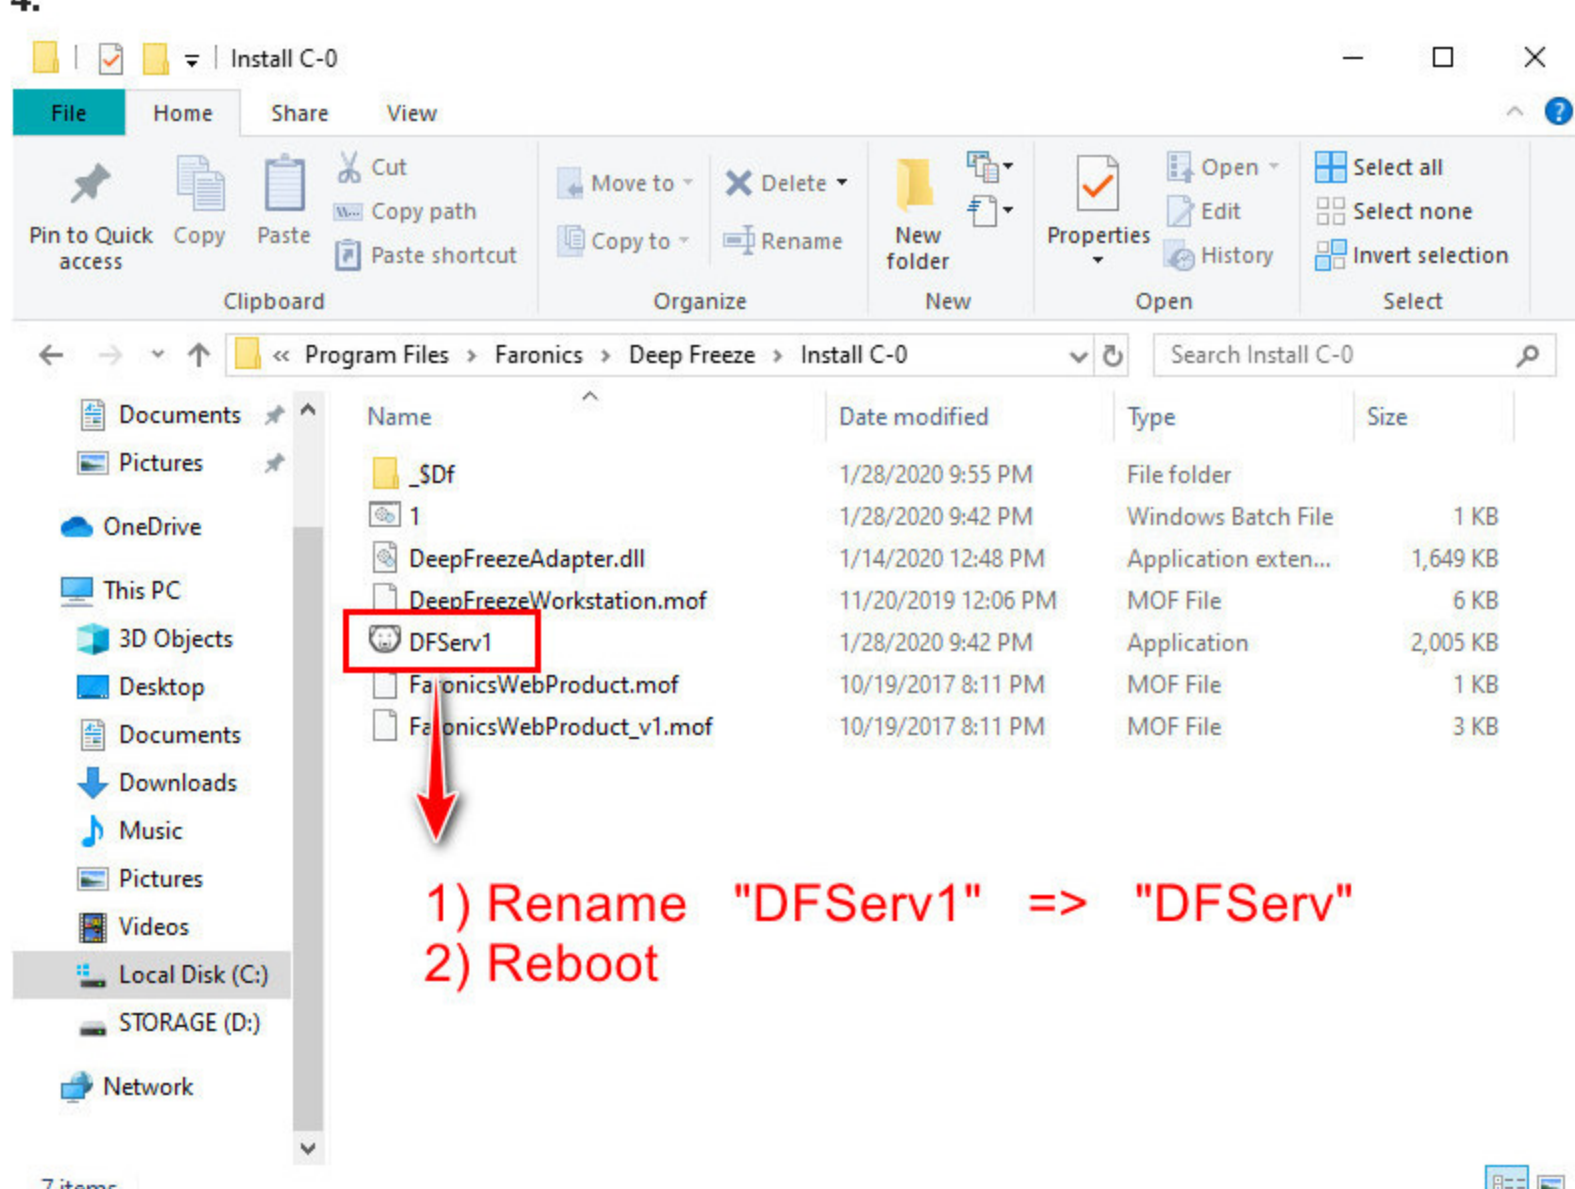 4.
Install C-0
File Home Share View
Pin to Quick access
Copy
Paste
Cut
Copy path
Paste shortcut
Clipboard
Move to
Copy to
Delete
Rename
Organize
New folder
New
Properties
Open
Edit
History
Open
Select all
Select none
Invert selection
Select
« Program Files > Faronics > Deep Freeze > Install C-0
Search Install C-0
Documents
Pictures
OneDrive
This PC
3D Objects
Desktop
Documents
Downloads
Music
Pictures
Videos
Local Disk (C:)
STORAGE (D:)
Network
Name Date modified Type Size
_$Df 1/28/2020 9:55 PM File folder
1 1/28/2020 9:42 PM Windows Batch File 1 KB
DeepFreezeAdapter.dll 1/14/2020 12:48 PM Application exten... 1,649 KB
DeepFreezeWorkstation.mof 11/20/2019 12:06 PM MOF File 6 KB
DFServ1 1/28/2020 9:42 PM Application 2,005 KB
FaronicsWebProduct.mof 10/19/2017 8:11 PM MOF File 1 KB
FaronicsWebProduct_v1.mof 10/19/2017 8:11 PM MOF File 3 KB
1) Rename "DFServ1" => "DFServ"
2) Reboot
7 items